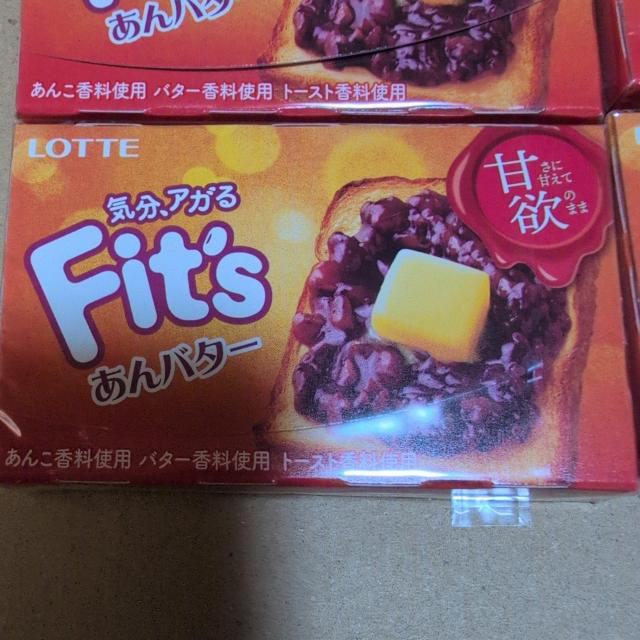 あんバター
あんこ香料使用 バター香料使用 トースト香料使用
LOTTE
気分、アガる
Fit's
あんバター
甘さに甘えて
欲のまま
あんこ香料使用 バター香料使用 トースト香料使用